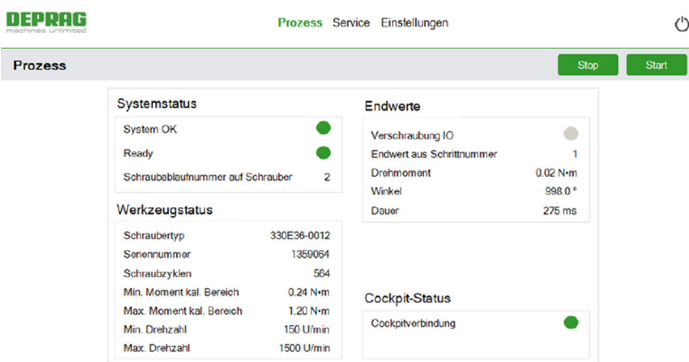 DEPRAG
machines unlimited
Prozess Service Einstellungen
Prozess
Stop
Start
Systemstatus
System OK
Ready
Schraubablaufnummer auf Schrauber 2
Werkzeugstatus
Schraubertyp 330E36-0012
Seriennummer 1359064
Schraubzyklen 564
Min. Moment kal. Bereich 0.24 N•m
Max. Moment kal. Bereich 1.20 N•m
Min. Drehzahl 150 U/min
Max. Drehzahl 1500 U/min
Endwerte
Verschraubung IO
Endwert aus Schrittnummer 1
Drehmoment 0.02 N•m
Winkel 998.0 °
Dauer 275 ms
Cockpit-Status
Cockpitverbindung